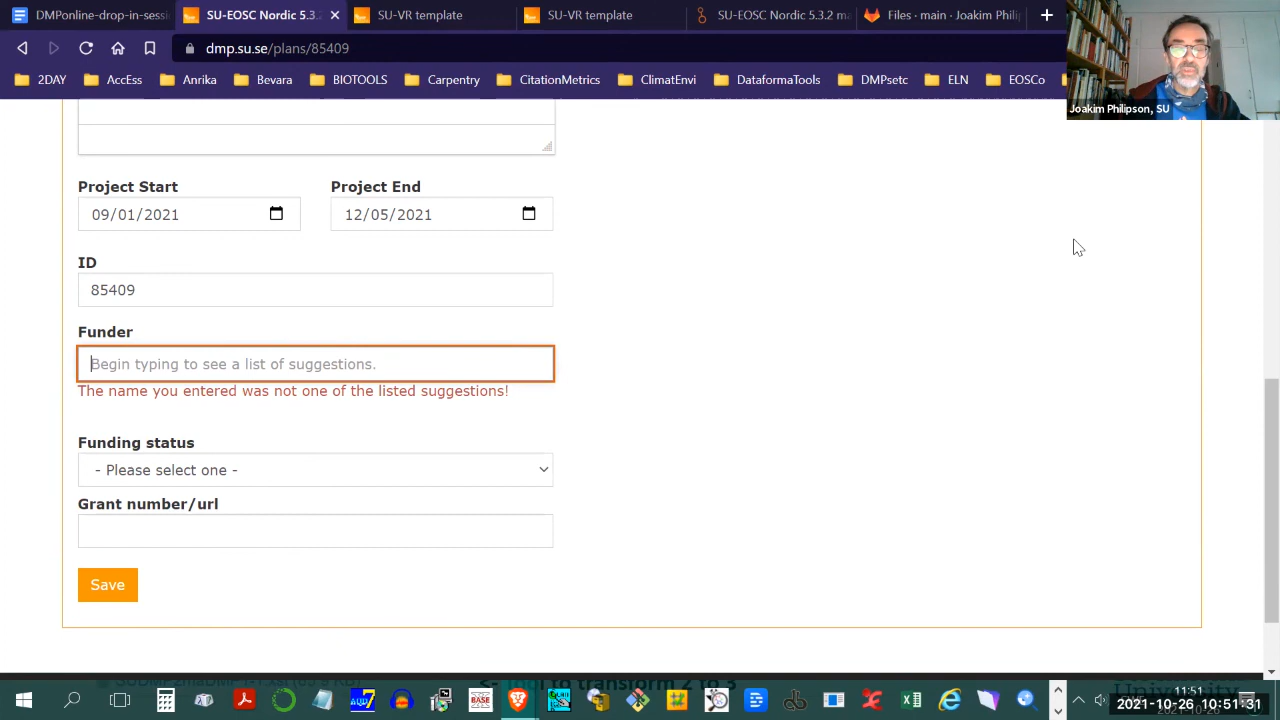 DMPonline-drop-in-sessi
SU-EOSC Nordic 5.3.2
SU-VR template
SU-VR template
SU-EOSC Nordic 5.3.2 ma
Files · main · Joakim Phili
dmp.su.se/plans/85409
2DAY AccEss Anrika Bevara BIOTOOLS Carpentry CitationMetrics ClimatEnvi DataformaTools DMPsetc ELN EOSCo
Joakim Philipson, SU
Project Start Project End
09/01/2021 12/05/2021
ID
85409
Funder
Begin typing to see a list of suggestions.
The name you entered was not one of the listed suggestions!
Funding status
- Please select one -
Grant number/url
Save
11:51
2021-10-26 10:51:31